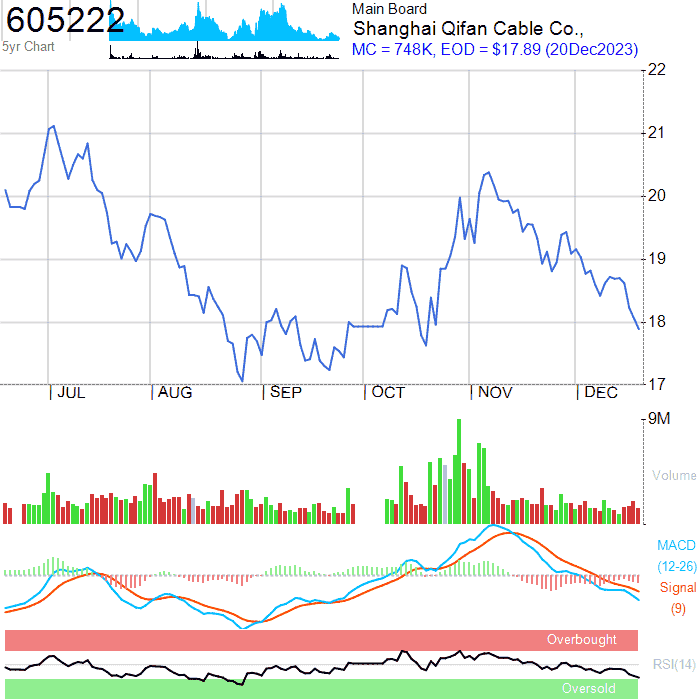 605222
5yr Chart
Main Board
Shanghai Qifan Cable Co.,
MC = 748K, EOD = $17.89 (20Dec2023)
22
21
20
19
18
17
JUL AUG SEP OCT NOV DEC
9M
Volume
MACD
(12-26)
Signal
(9)
Overbought
RSI(14)
Oversold